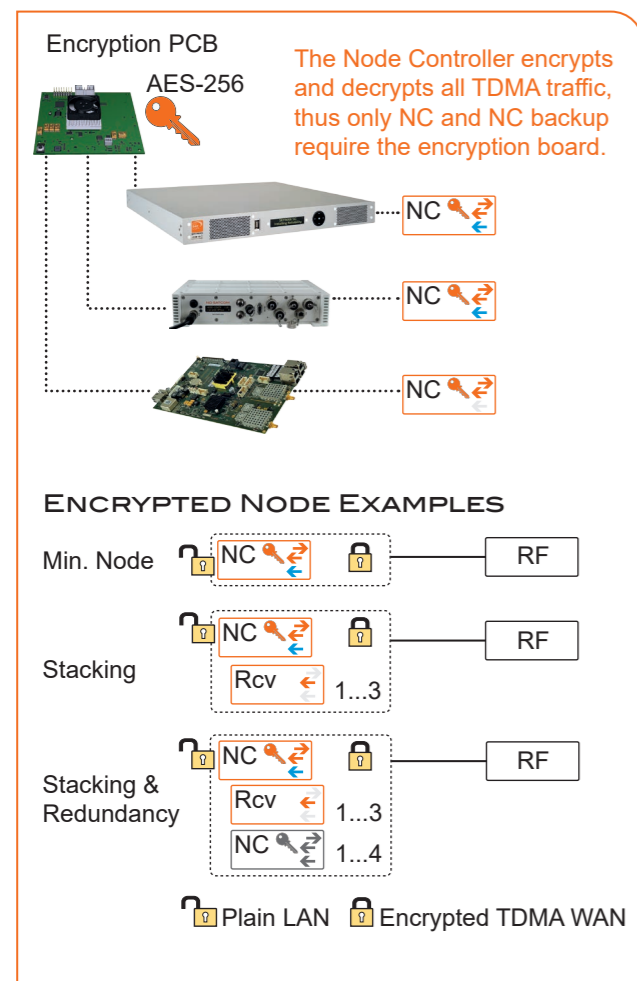 Encryption PCB
AES-256
The Node Controller encrypts
and decrypts all TDMA traffic,
thus only NC and NC backup
require the encryption board.
NC
NC
NC
ENCRYPTED NODE EXAMPLES
Min. Node
NC
RF
Stacking
NC
RF
Rcv
1...3
Stacking &
Redundancy
NC
RF
Rcv
1...3
NC
1...4
Plain LAN
Encrypted TDMA WAN